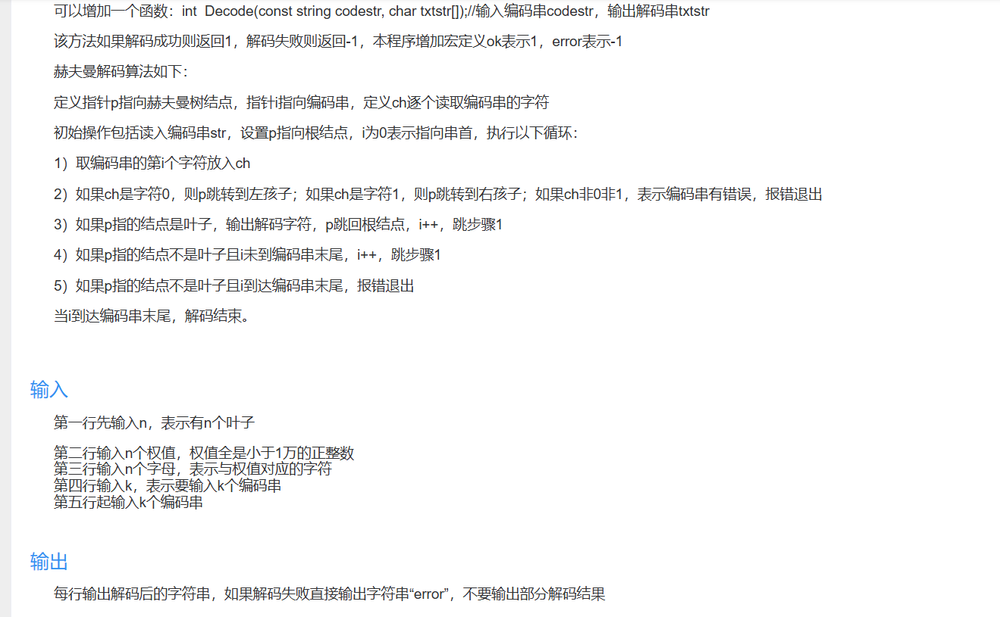 可以增加一个函数：int  Decode(const string codestr, char txtstr[]);//输入编码串codestr，输出解码串txtstr
该方法如果解码成功则返回1，解码失败则返回-1，本程序增加宏定义ok表示1，error表示-1
赫夫曼解码算法如下：
定义指针p指向赫夫曼树结点，指针i指向编码串，定义ch逐个读取编码串的字符
初始操作包括读入编码串str，设置p指向根结点，i为0表示指向串首，执行以下循环：
1）取编码串的第i个字符放入ch
2）如果ch是字符0，则p跳转到左孩子；如果ch是字符1，则p跳转到右孩子；如果ch非0非1，表示编码串有错误，报错退出
3）如果p指的结点是叶子，输出解码字符，p跳回根结点，i++，跳步骤1
4）如果p指的结点不是叶子且i未到编码串末尾，i++，跳步骤1
5）如果p指的结点不是叶子且i到达编码串末尾，报错退出
当i到达编码串末尾，解码结束。
输入
第一行先输入n，表示有n个叶子
第二行输入n个权值，权值全是小于1万的正整数
第三行输入n个字母，表示与权值对应的字符
第四行输入k，表示要输入k个编码串
第五行起输入k个编码串
输出
每行输出解码后的字符串，如果解码失败直接输出字符串“error”，不要输出部分解码结果